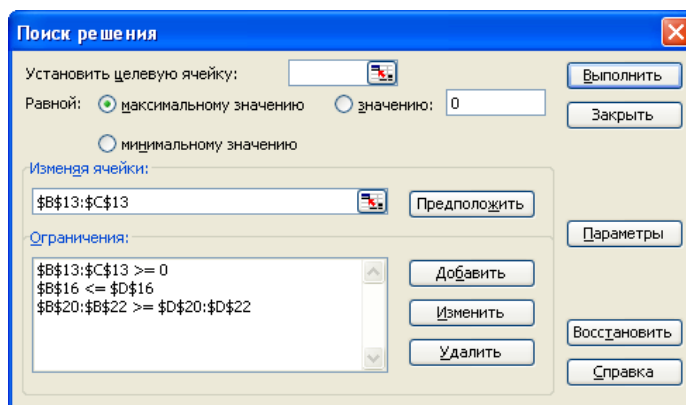 Поиск решения
Установить целевую ячейку:
Выполнить
Равной: максимальному значению значению: 0
Закрыть
минимальному значению
Изменяя ячейки:
$B$13:$C$13
Предположить
Ограничения:
Параметры
$B$13:$C$13 >= 0
$B$16 <= $D$16
$B$20:$B$22 >= $D$20:$D$22
Добавить
Изменить
Удалить
Восстановить
Справка